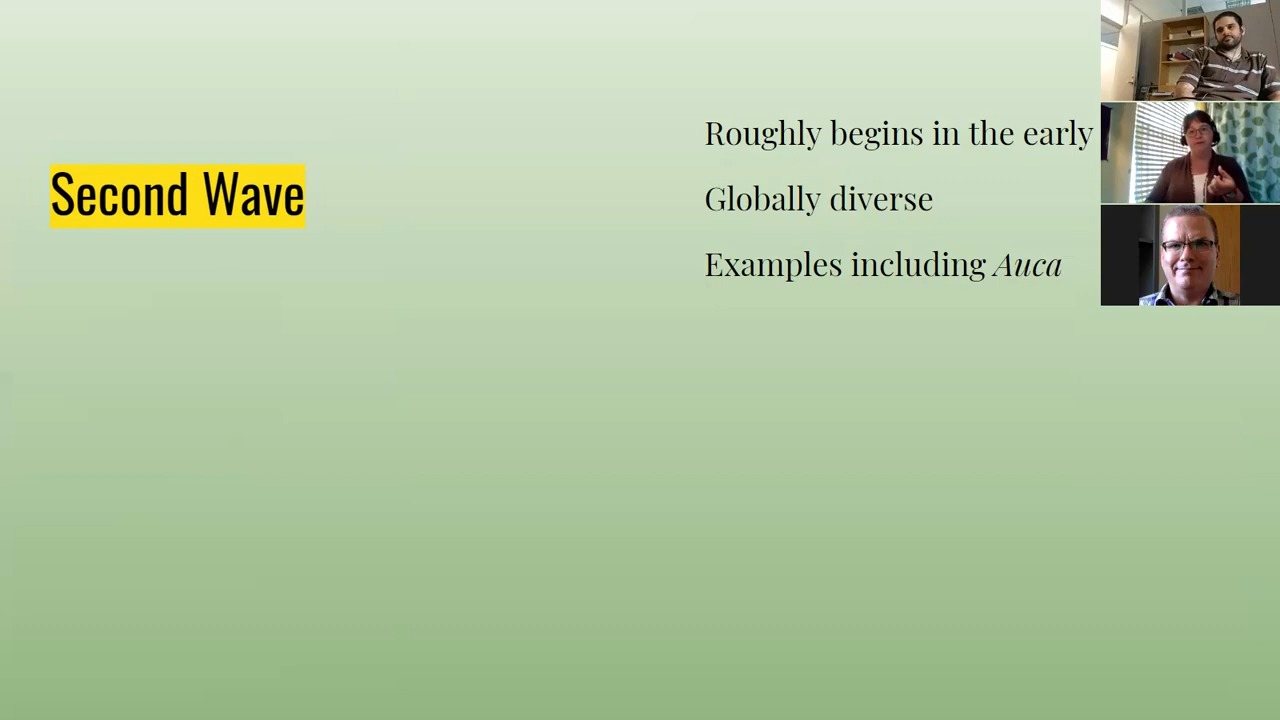 Second Wave
Roughly begins in the early
Globally diverse
Examples including Auca